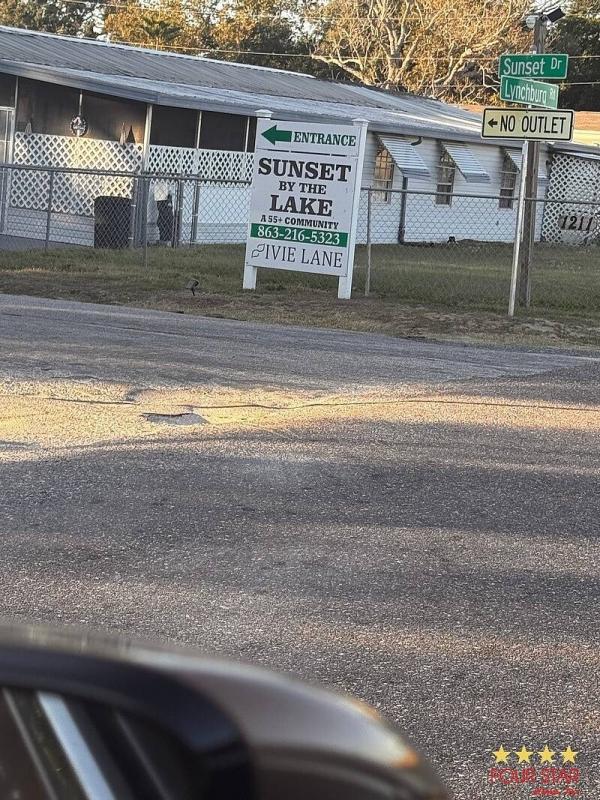 Sunset Dr
Lynchburg Rd
NO OUTLET
ENTRANCE
SUNSET
BY THE
LAKE
A 55+ COMMUNITY
863-216-5323
IVIE LANE
1211
FOUR STAR